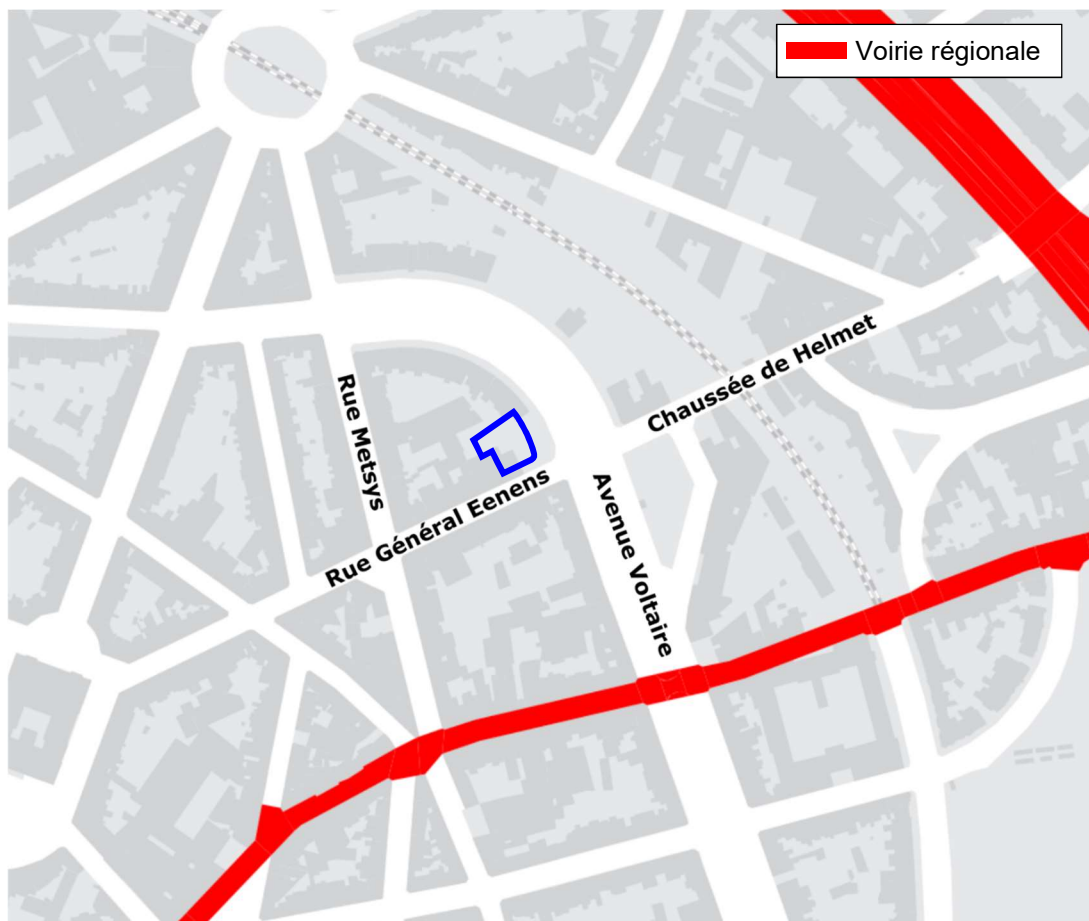 Voirie régionale
Chaussée de Helmet
Rue Metsys
Rue Général Eenens
Avenue Voltaire